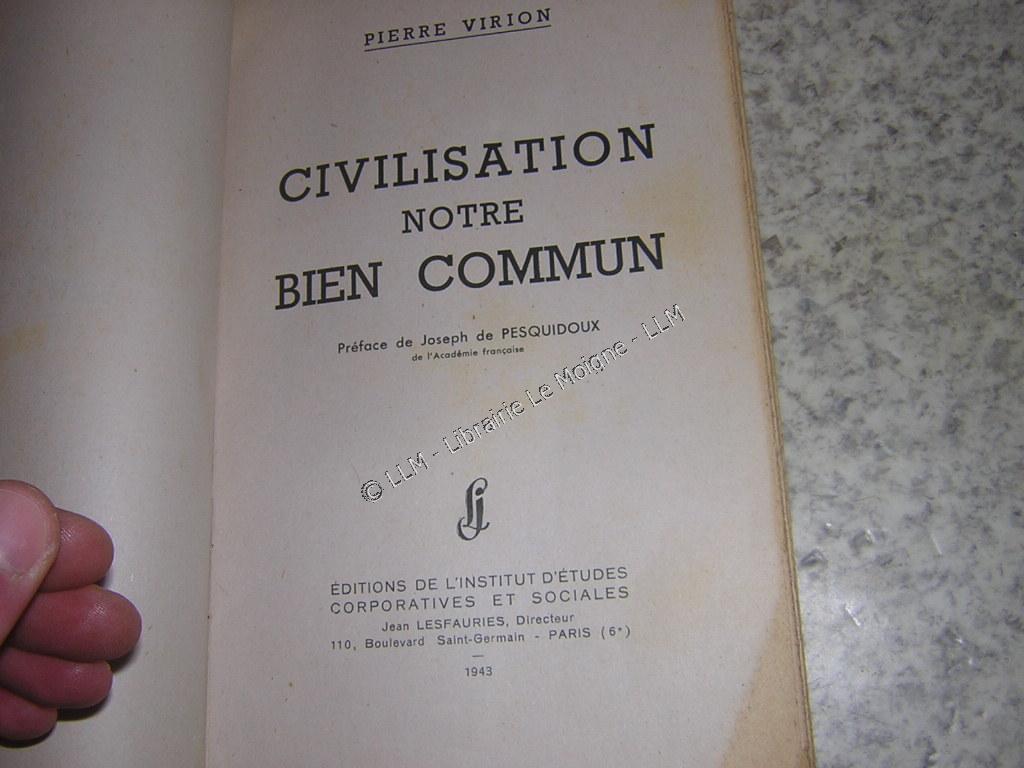 PIERRE VIRION
CIVILISATION
NOTRE
BIEN COMMUN
Préface de Joseph de PESQUIDOUX
de l'Académie française
© LLM - Librairie Le Moigne - LLM
ÉDITIONS DE L'INSTITUT D'ÉTUDES
CORPORATIVES ET SOCIALES
Jean LESFAURIES, Directeur
110, Boulevard Saint-Germain - PARIS (6e)
1943